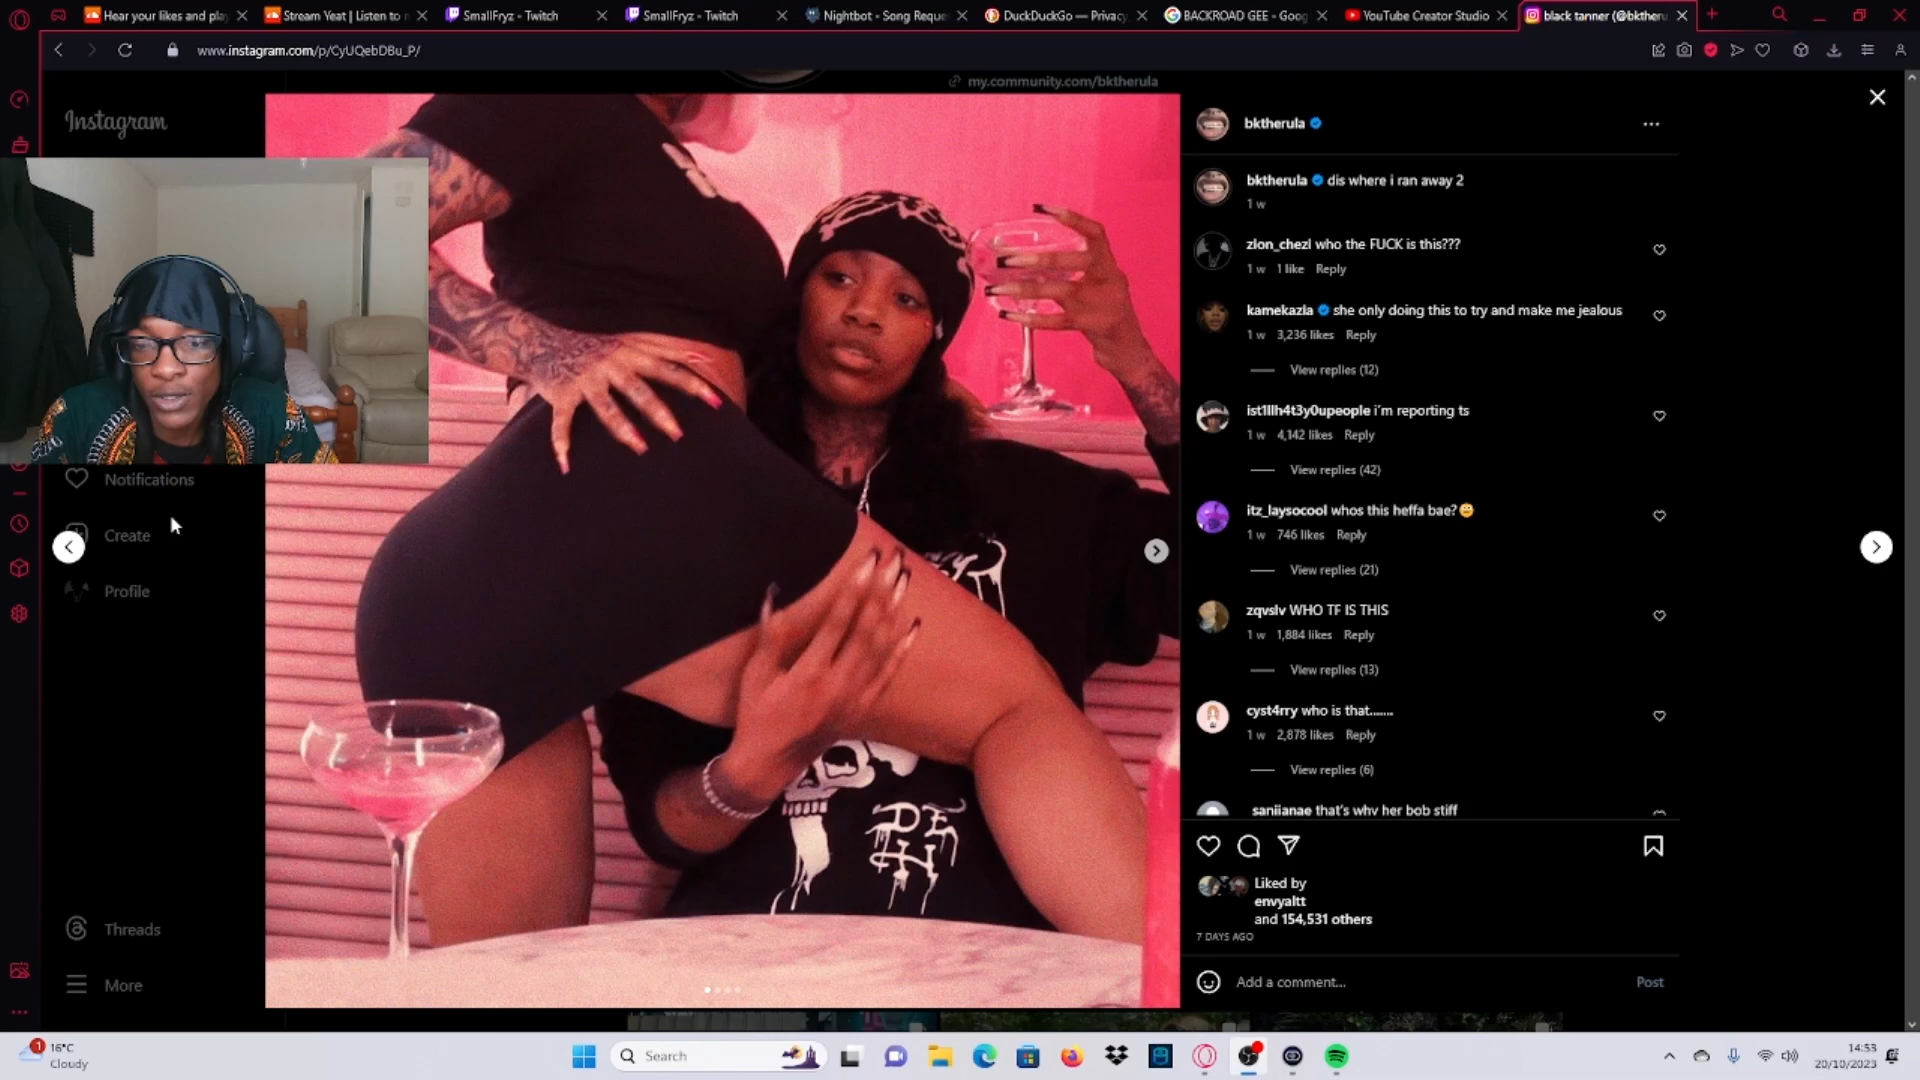 Hear your likes and pla
Stream Yeat | Listen to
SmallFryz - Twitch
SmallFryz - Twitch
Nightbot - Song Reque
DuckDuckGo — Privacy,
BACKROAD GEE - Goog
YouTube Creator Studio
black tanner (@bktheru
www.instagram.com/p/CyUQebDBu_P/
my.community.com/bktherula
Instagram
Notifications
Create
Profile
Threads
More
DE
TH
bktherula
bktherula dis where i ran away 2
1 w
zion_chezi who the FUCK is this???
1 w 1 like Reply
kamekazla she only doing this to try and make me jealous
1 w 3,236 likes Reply
View replies (12)
ist1lllh4t3y0upeople i'm reporting ts
1 w 4,142 likes Reply
View replies (42)
itz_laysocool whos this heffa bae?
1 w 746 likes Reply
View replies (21)
zqvslv WHO TF IS THIS
1 w 1,884 likes Reply
View replies (13)
cyst4rry who is that.......
1 w 2,878 likes Reply
View replies (6)
saniianae that's why her bob stiff
Liked by
envyaltt
and 154,531 others
7 DAYS AGO
Add a comment...
Post
1
16°C
Cloudy
Search
14:53
20/10/2023